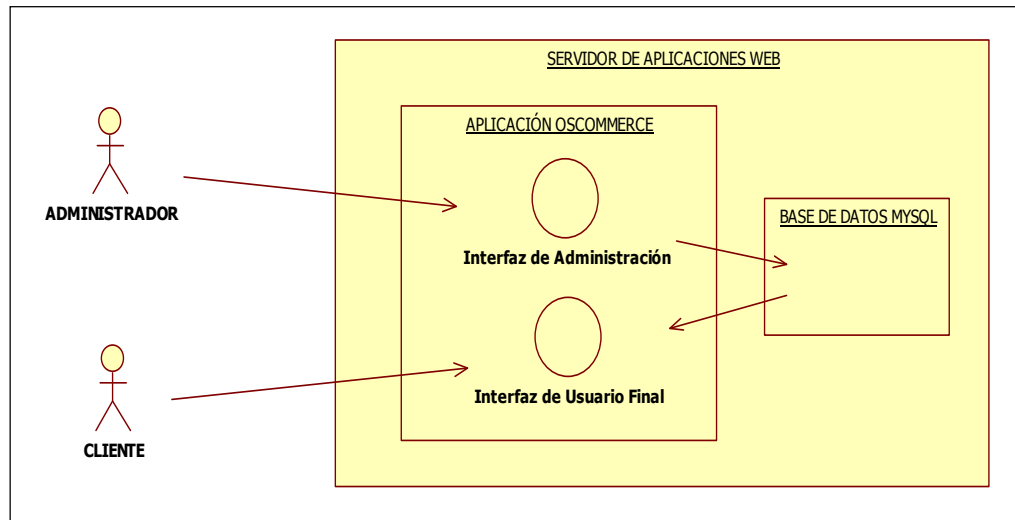 SERVIDOR DE APLICACIONES WEB
APLICACIÓN OSCOMMERCE
ADMINISTRADOR
BASE DE DATOS MYSQL
Interfaz de Administración
Interfaz de Usuario Final
CLIENTE